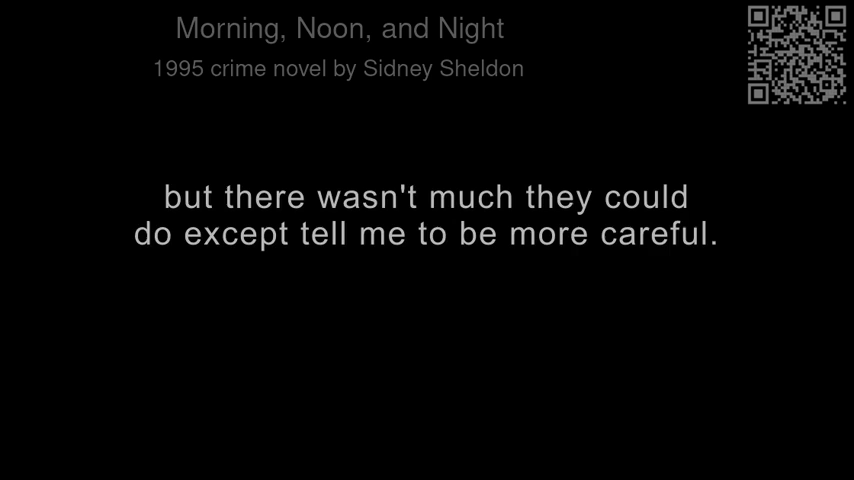 Morning, Noon, and Night
1995 crime novel by Sidney Sheldon
but there wasn't much they could
do except tell me to be more careful.